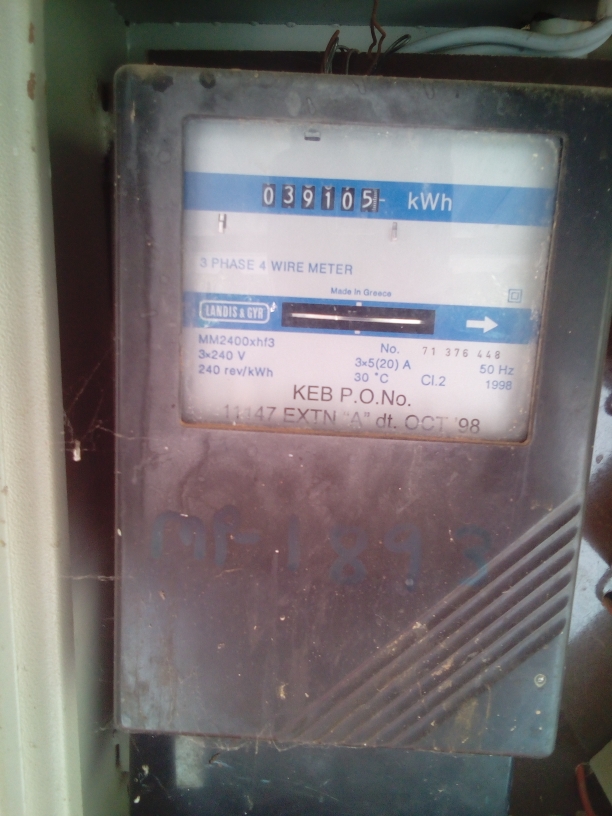 039105 kWh
3 PHASE 4 WIRE METER
Made in Greece
LANDIS & GYR
MM2400xhf3
No. 71 376 448
3×240 V
3×5(20) A
50 Hz
240 rev/kWh
30 °C
Cl.2
1998
KEB P.O.No.
11147 EXTN "A" dt. OCT '98
MF-1893